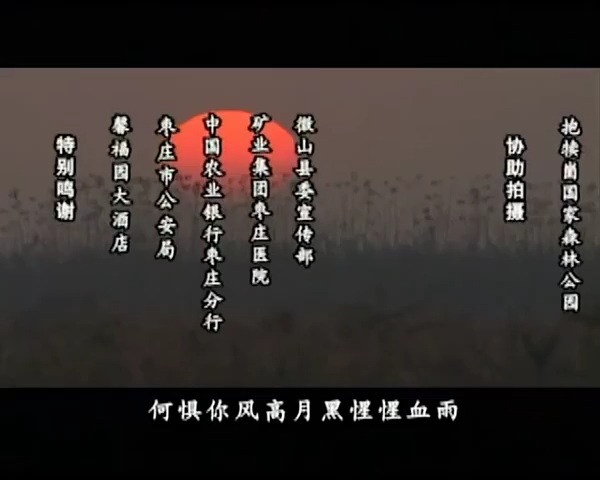 抱犊崮国家森林公园
协助拍摄
微山县委宣传部
矿业集团枣庄医院
中国农业银行枣庄分行
枣庄市公安局
馨福园大酒店
特别鸣谢
何惧你风高月黑惺惺血雨